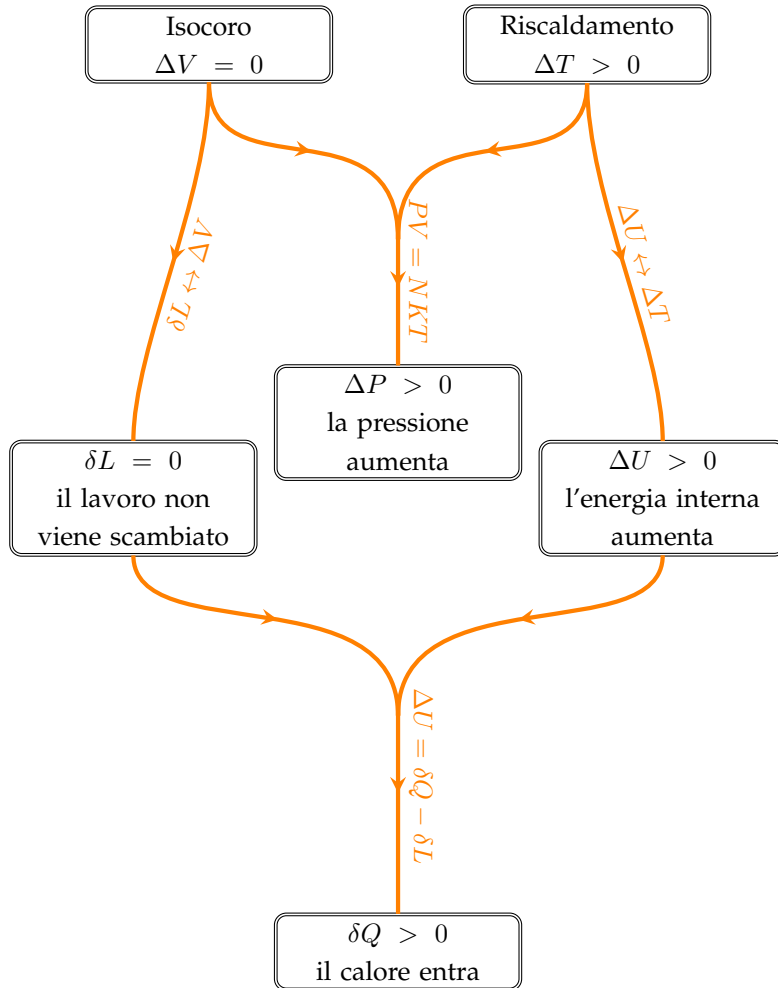 Isocoro
ΔV = 0
Riscaldamento
ΔT > 0
δL ↔ ΔV
PV = NKT
ΔU ↔ ΔT
ΔP > 0
la pressione
aumenta
δL = 0
il lavoro non
viene scambiato
ΔU > 0
l'energia interna
aumenta
ΔU = δQ − δL
δQ > 0
il calore entra